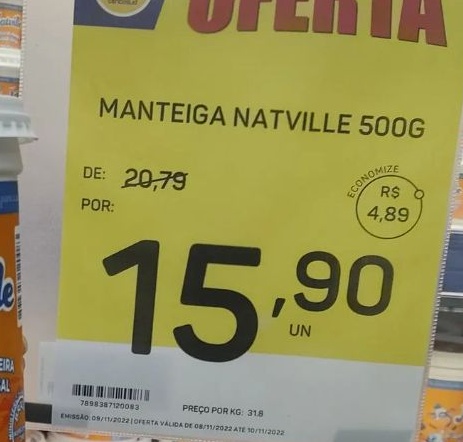 OFERTA
MANTEIGA NATVILLE 500G
DE: 20,79
POR:
ECONOMIZE
R$
4,89
15,90
UN
7898387120083
PREÇO POR KG: 31.8
EMISSÃO: 09/11/2022 | OFERTA VÁLIDA DE 08/11/2022 ATÉ 10/11/2022